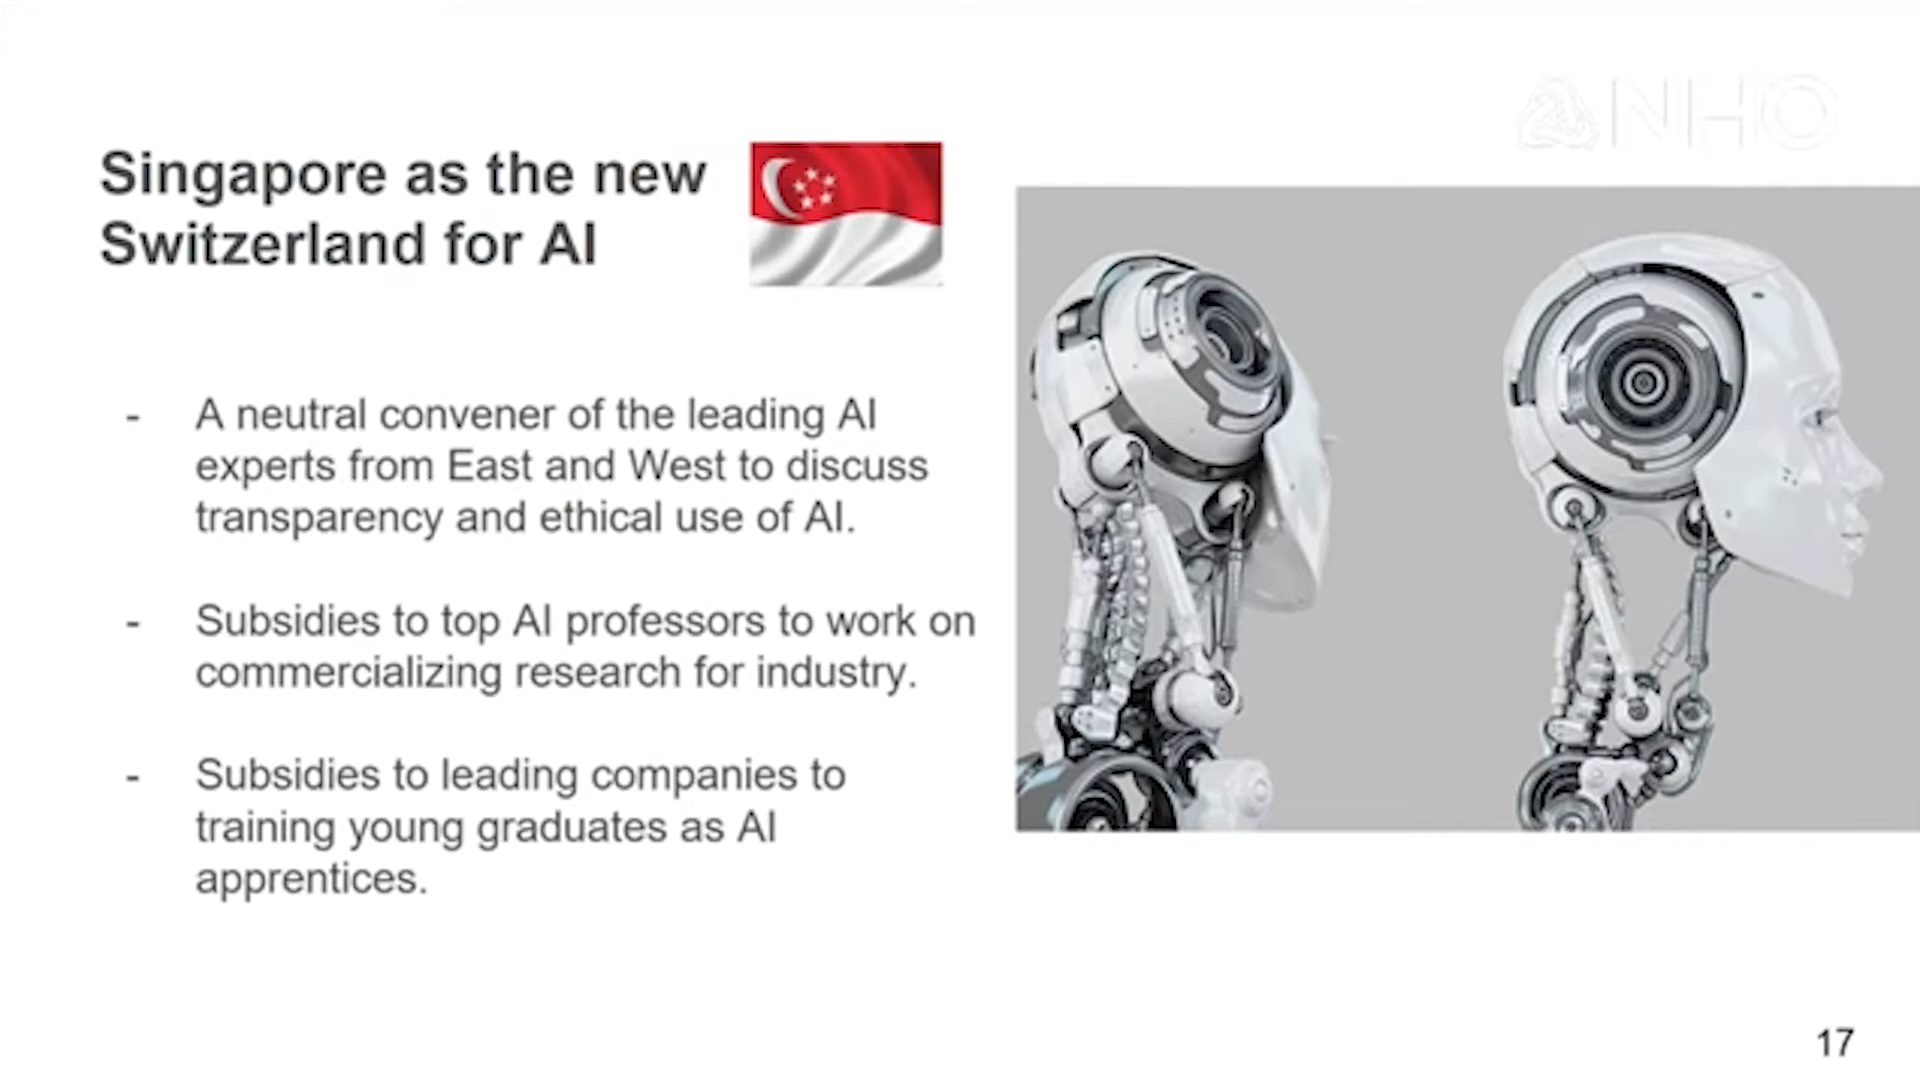 NHO
Singapore as the new
Switzerland for AI
- A neutral convener of the leading AI
experts from East and West to discuss
transparency and ethical use of AI.
- Subsidies to top AI professors to work on
commercializing research for industry.
- Subsidies to leading companies to
training young graduates as AI
apprentices.
17